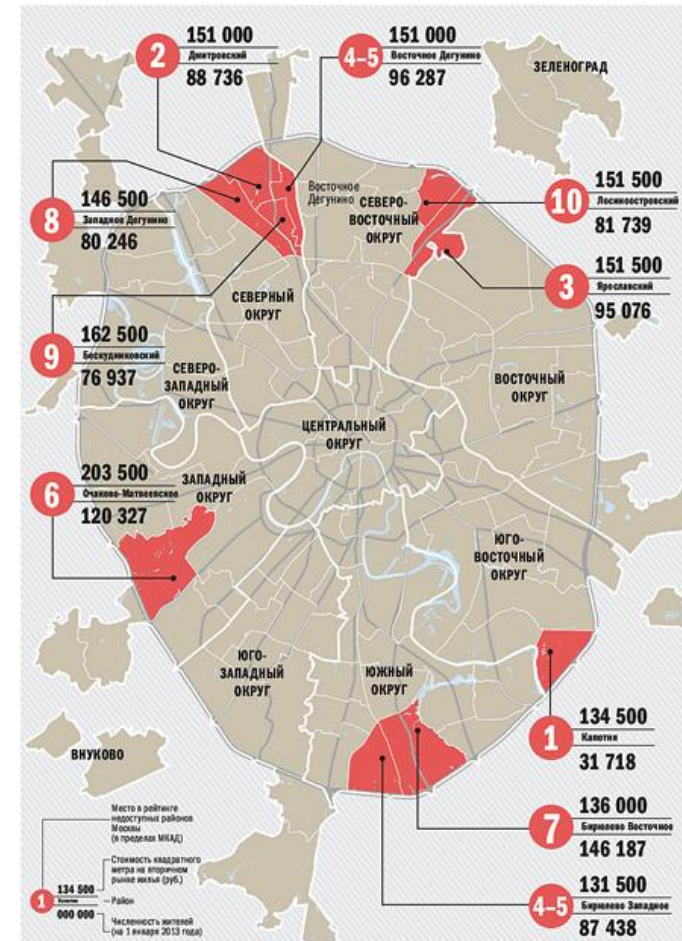 2
151 000
Дмитровский
88 736
4–5
151 000
Восточное Дегунино
96 287
ЗЕЛЕНОГРАД
8
146 500
Западное Дегунино
80 246
Восточное
Дегунино
СЕВЕРО-
ВОСТОЧНЫЙ
ОКРУГ
10
151 500
Лосиноостровский
81 739
3
151 500
Ярославский
95 076
СЕВЕРНЫЙ
ОКРУГ
9
162 500
Бескудниковский
76 937
СЕВЕРО-
ЗАПАДНЫЙ
ОКРУГ
ВОСТОЧНЫЙ
ОКРУГ
ЦЕНТРАЛЬНЫЙ
ОКРУГ
6
203 500
Очаково-Матвеевское
120 327
ЗАПАДНЫЙ
ОКРУГ
ЮГО-
ВОСТОЧНЫЙ
ОКРУГ
ЮГО-
ЗАПАДНЫЙ
ОКРУГ
ЮЖНЫЙ
ОКРУГ
1
134 500
Капотня
31 718
ВНУКОВО
7
136 000
Бирюлево Восточное
146 187
4–5
131 500
Бирюлево Западное
87 438
Место в рейтинге
недоступных районов
Москвы
(в пределах МКАД)
Стоимость квадратного
метра на вторичном
рынке жилья (руб.)
1
134 500
Капотня
000 000
Район
Численность жителей
(на 1 января 2013 года)